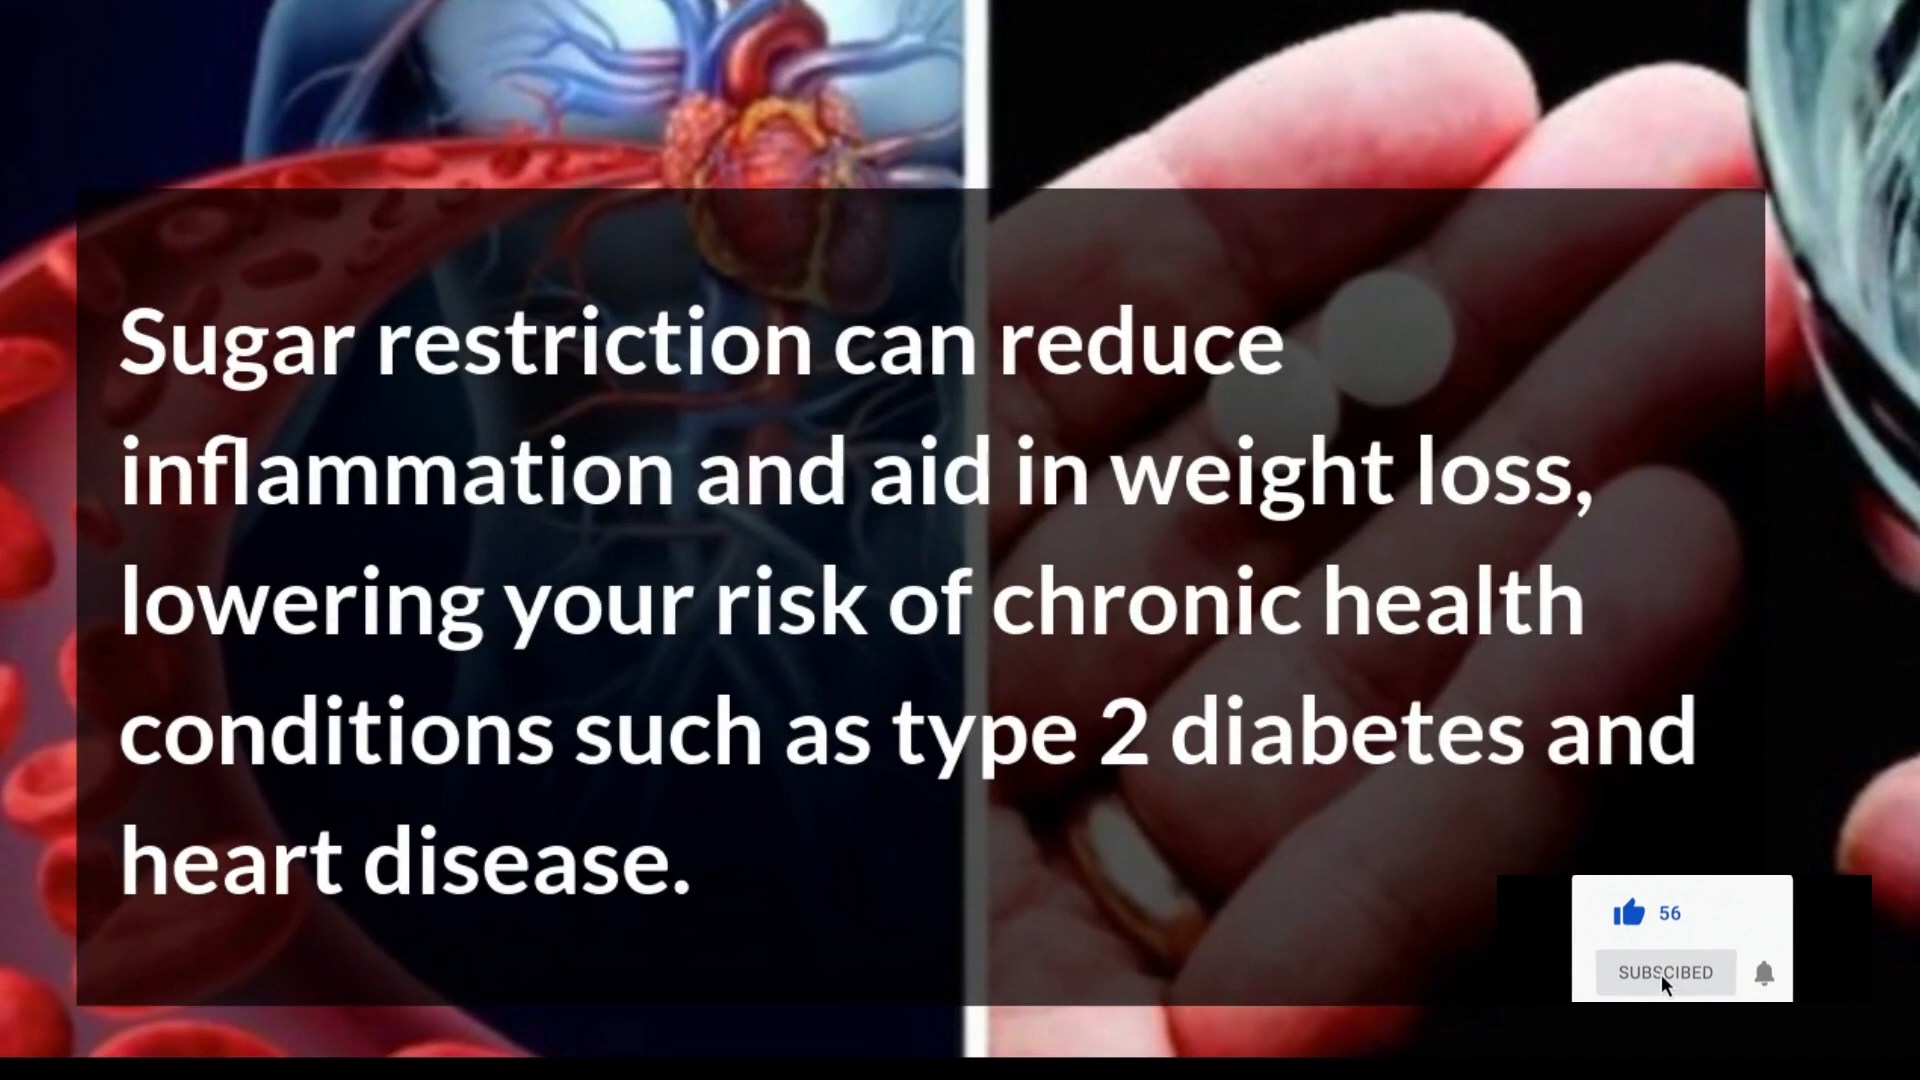 Sugar restriction can reduce
inflammation and aid in weight loss,
lowering your risk of chronic health
conditions such as type 2 diabetes and
heart disease.
56
SUBSCIBED